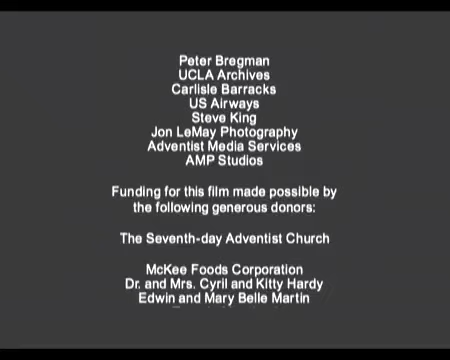 Peter Bregman
UCLA Archives
Carlisle Barracks
US Airways
Steve King
Jon LeMay Photography
Adventist Media Services
AMP Studios
Funding for this film made possible by
the following generous donors:
The Seventh-day Adventist Church
McKee Foods Corporation
Dr. and Mrs. Cyril and Kitty Hardy
Edwin and Mary Belle Martin